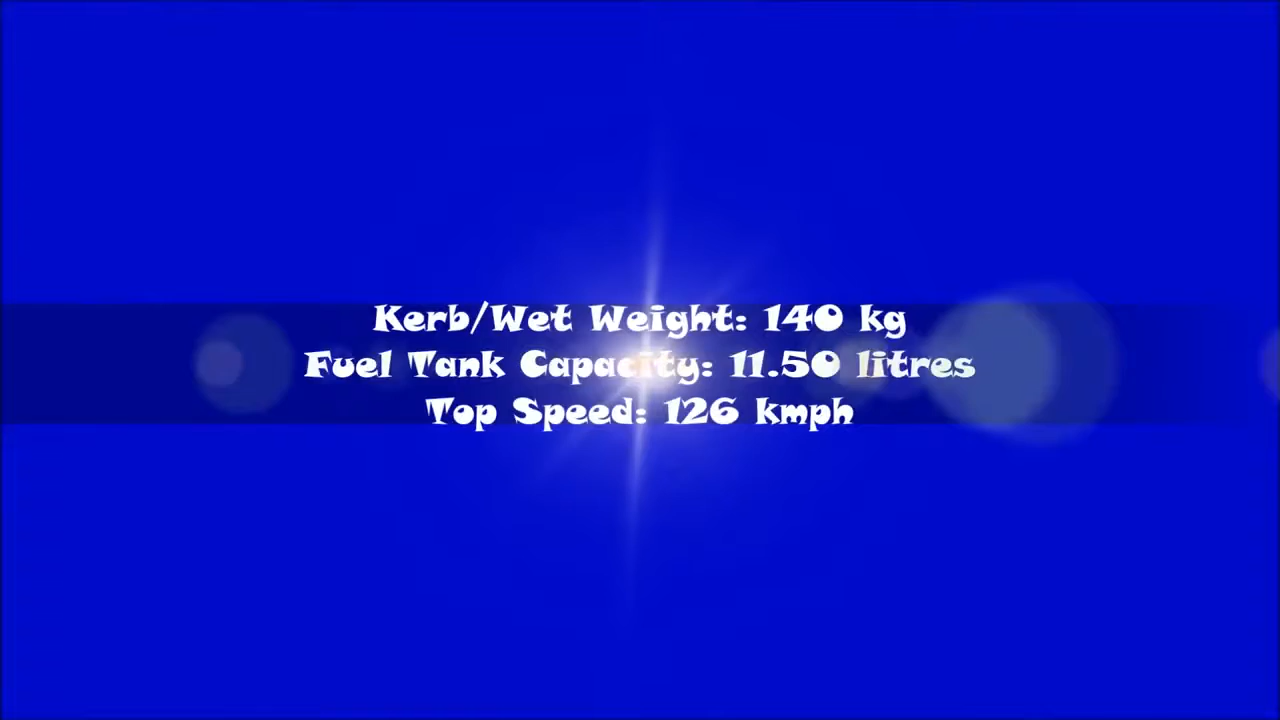 Kerb/Wet Weight: 140 kg
Fuel Tank Capacity: 11.50 litres
Top Speed: 126 kmph